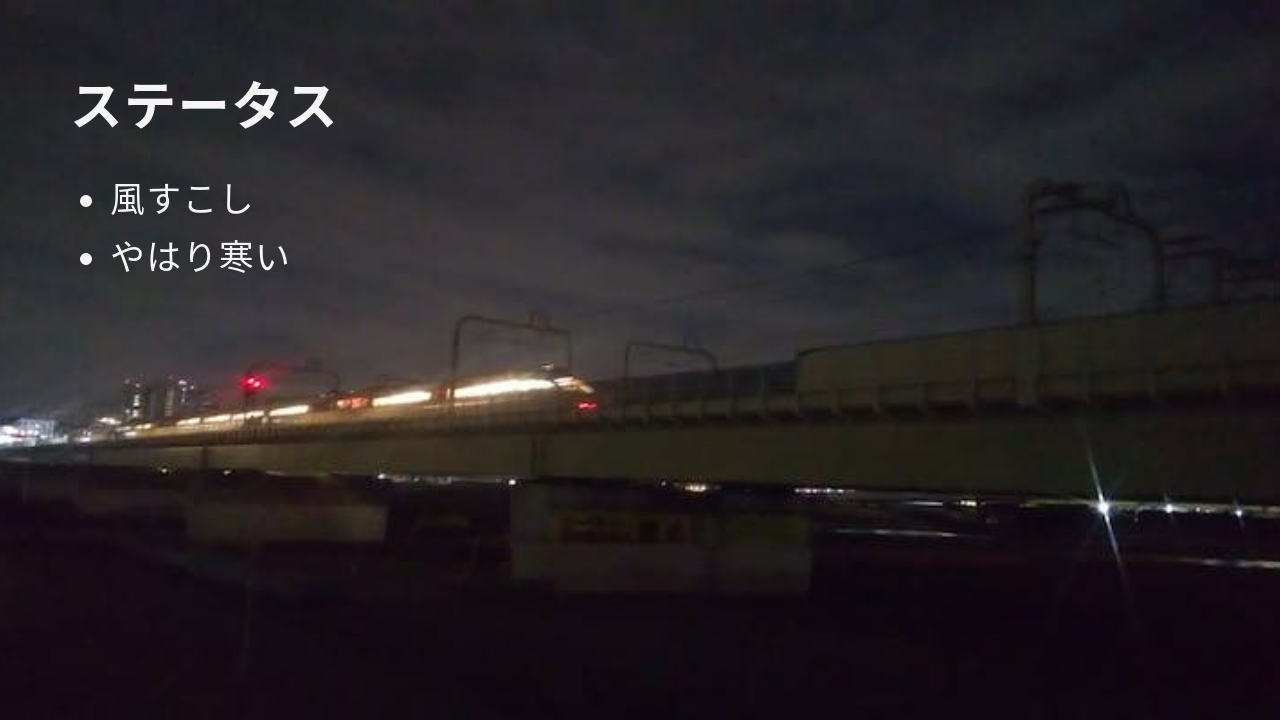 ステータス
• 風すこし
• やはり寒い